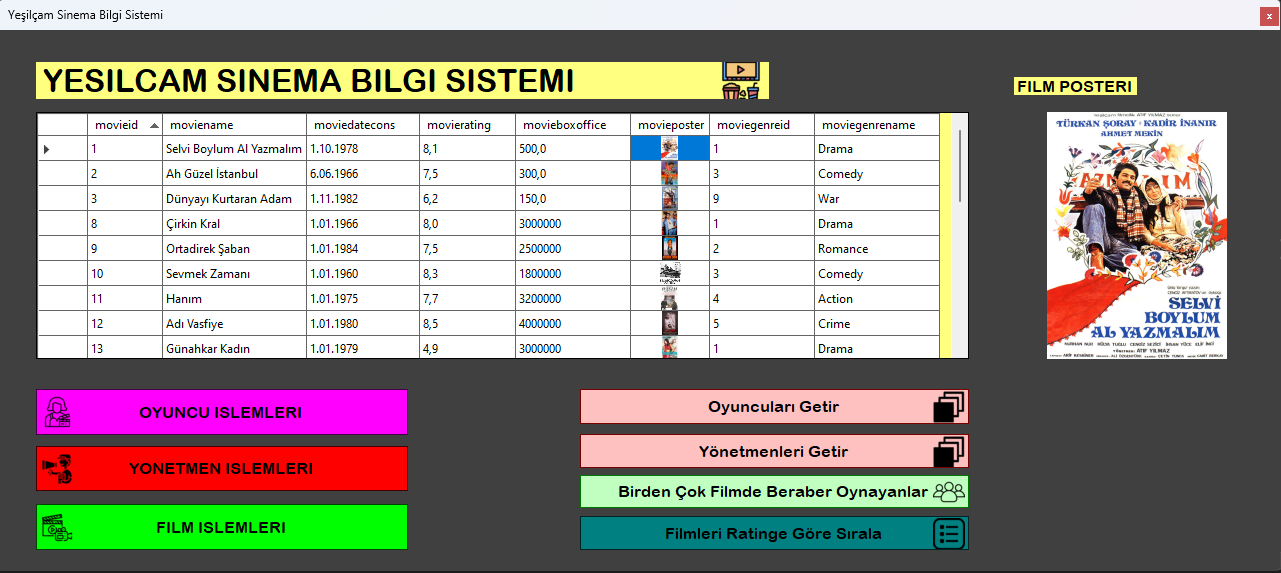 Yeşilçam Sinema Bilgi Sistemi
x
YESILCAM SINEMA BILGI SISTEMI
FILM POSTERI
movieid moviename moviedatecons movierating movieboxoffice movieposter moviegenreid moviegenrename
1 Selvi Boylum Al Yazmalım 1.10.1978 8,1 500,0 1 Drama
2 Ah Güzel İstanbul 6.06.1966 7,5 300,0 3 Comedy
3 Dünyayı Kurtaran Adam 1.11.1982 6,2 150,0 9 War
8 Çirkin Kral 1.01.1966 8,0 3000000 1 Drama
9 Ortadirek Şaban 1.01.1984 7,5 2500000 2 Romance
10 Sevmek Zamanı 1.01.1960 8,3 1800000 3 Comedy
11 Hanım 1.01.1975 7,7 3200000 4 Action
12 Adı Vasfiye 1.01.1980 8,5 4000000 5 Crime
13 Günahkar Kadın 1.01.1979 4,9 3000000 1 Drama
TÜRKAN ŞORAY - KADİR İNANIR
AHMET MEKİN
SELVİ
BOYLUM
AL YAZMALIM
ATIF YILMAZ
OYUNCU ISLEMLERI
YONETMEN ISLEMLERI
FILM ISLEMLERI
Oyuncuları Getir
Yönetmenleri Getir
Birden Çok Filmde Beraber Oynayanlar
Filmleri Ratinge Göre Sırala